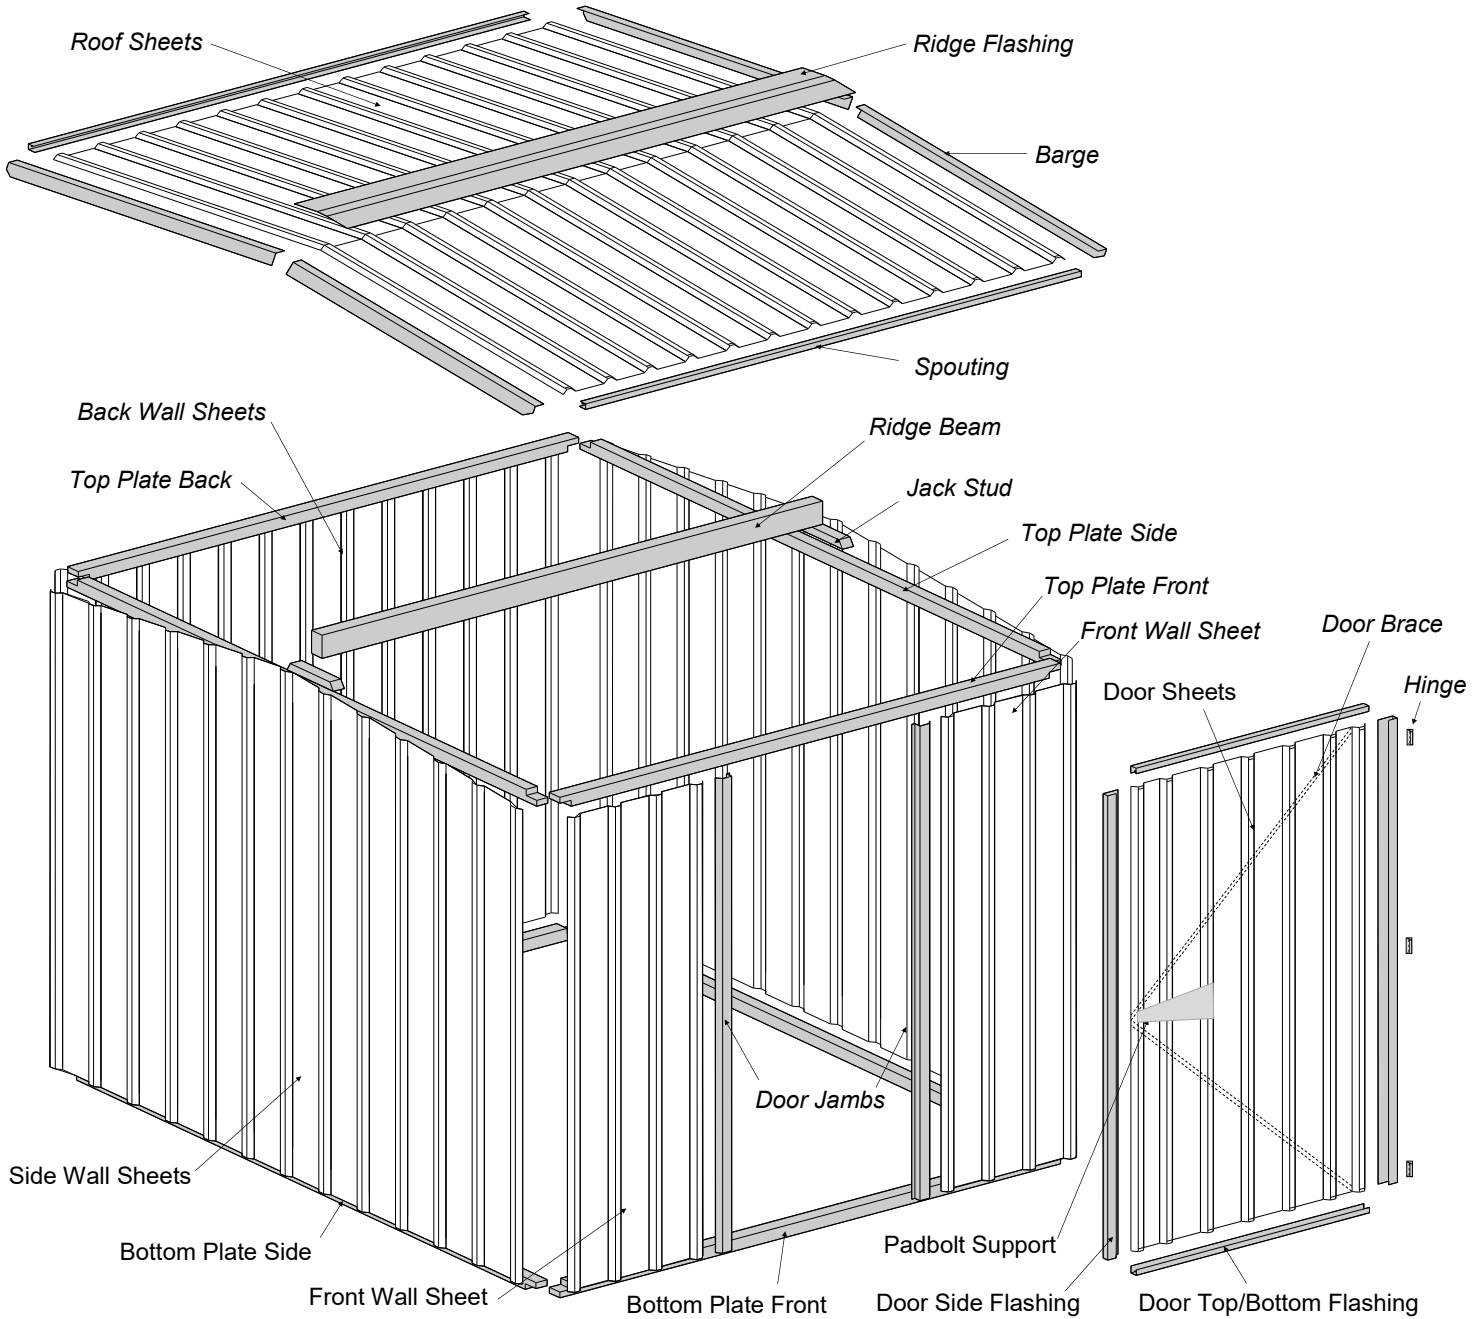 Roof Sheets
Ridge Flashing
Barge
Spouting
Back Wall Sheets
Ridge Beam
Top Plate Back
Jack Stud
Top Plate Side
Top Plate Front
Front Wall Sheet
Door Brace
Door Sheets
Hinge
Door Jambs
Side Wall Sheets
Bottom Plate Side
Padbolt Support
Front Wall Sheet
Bottom Plate Front
Door Side Flashing
Door Top/Bottom Flashing